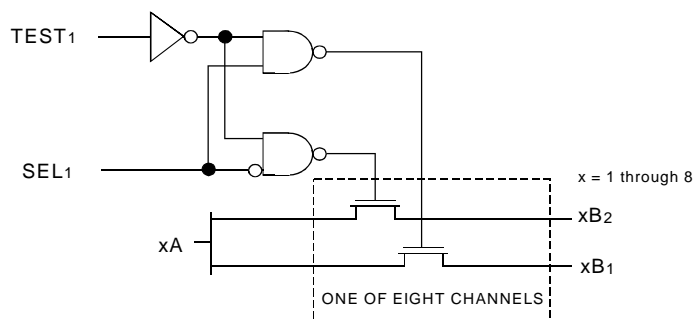 TEST1
SEL1
x = 1 through 8
xB2
xA
xB1
ONE OF EIGHT CHANNELS